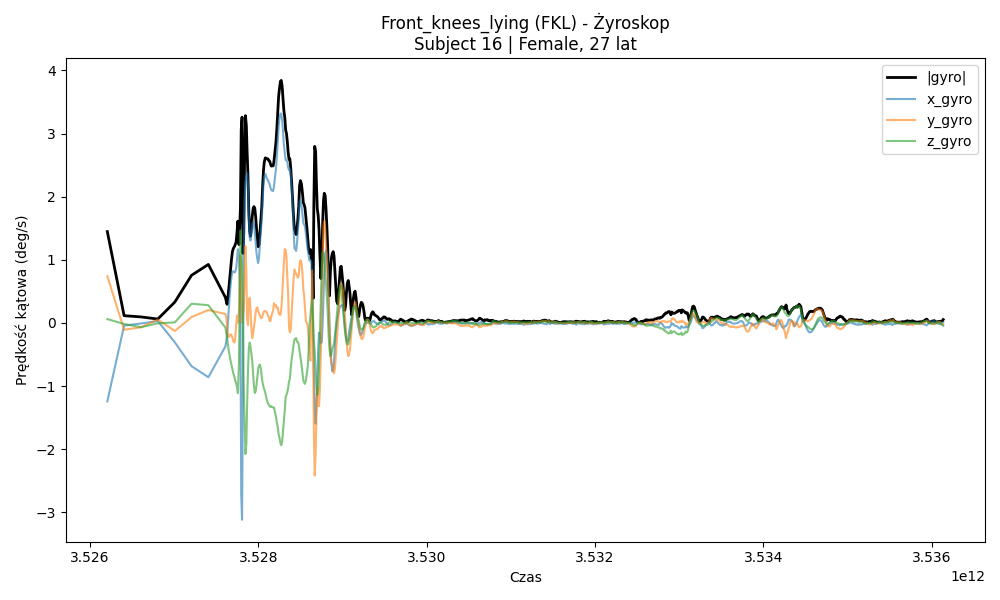 Front_knees_lying (FKL) - Żyroskop
Subject 16 | Female, 27 lat
Prędkość kątowa (deg/s)
4
3
2
1
0
−1
−2
−3
|gyro|
x_gyro
y_gyro
z_gyro
3.526
3.528
3.530
3.532
3.534
3.536
1e12
Czas